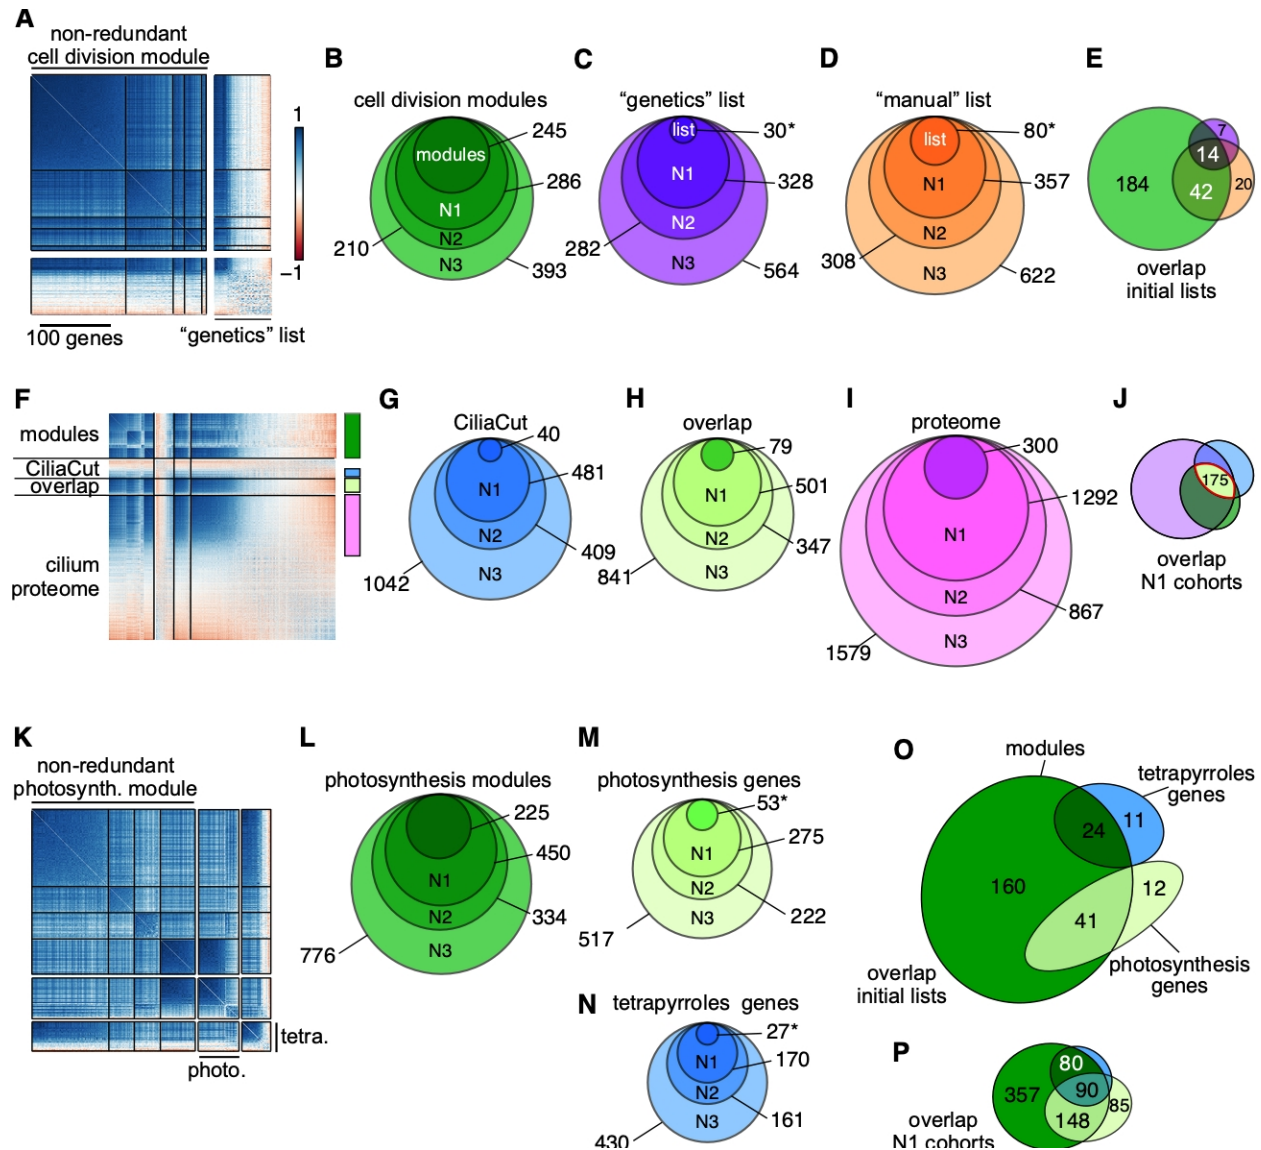 A
non-redundant
cell division module
1
−1
100 genes
“genetics” list
B
cell division modules
modules
245
286
N1
N2
210
N3
393
C
“genetics” list
list
30*
N1
328
N2
282
N3
564
D
“manual” list
list
80*
N1
357
N2
308
N3
622
E
7
14
184
42
20
overlap
initial lists
F
modules
CiliaCut
overlap
cilium
proteome
G
CiliaCut
40
481
N1
N2
409
N3
1042
H
overlap
79
N1
501
N2
347
N3
841
I
proteome
300
1292
N1
N2
867
N3
1579
J
175
overlap
N1 cohorts
K
non-redundant
photosynth. module
tetra.
photo.
L
photosynthesis modules
225
450
N1
N2
334
N3
776
M
photosynthesis genes
53*
275
N1
N2
222
N3
517
N
tetrapyrroles genes
27*
N1
170
N2
161
N3
430
O
modules
tetrapyrroles
genes
24
11
160
12
41
overlap
initial lists
photosynthesis
genes
P
80
357
90
85
148
overlap
N1 cohorts